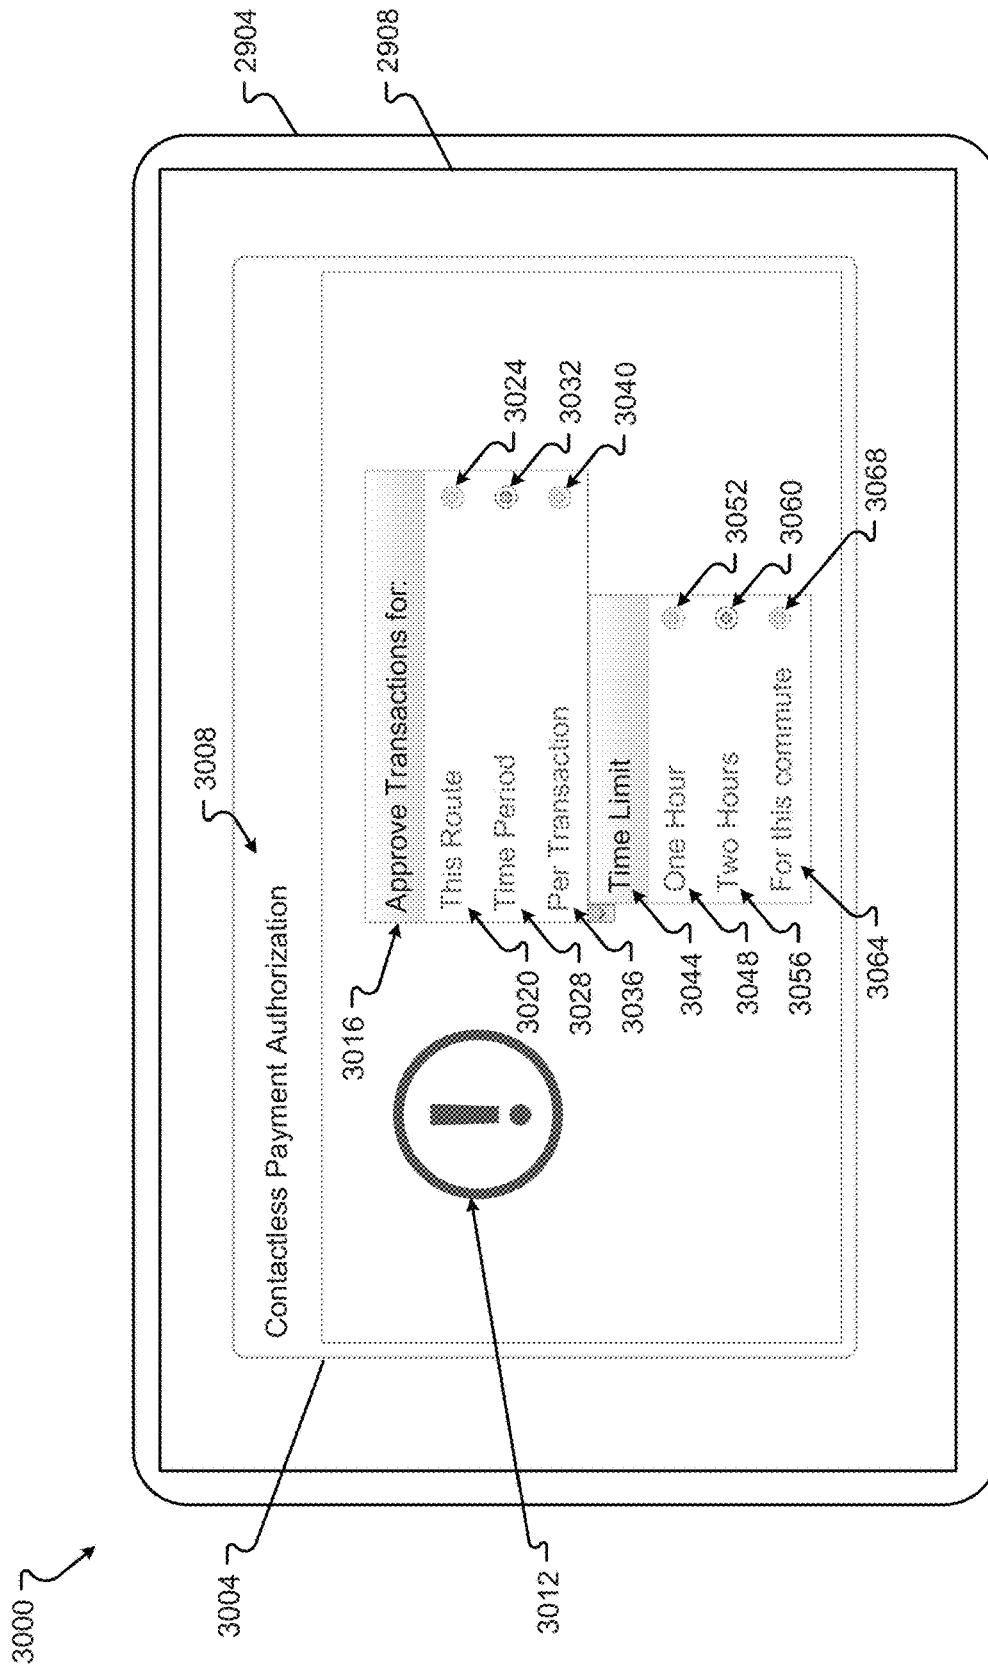 3000
2904
2908
3004
3008
Contactless Payment Authorization
3012
3016
Approve Transactions for:
This Route
3020
3024
Time Period
3028
3032
Per Transaction
3036
3040
Time Limit
3044
One Hour
3048
3052
Two Hours
3056
3060
For this commute
3064
3068